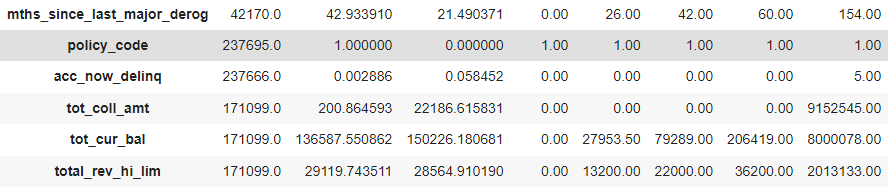 mths_since_last_major_derog 42170.0 42.933910 21.490371 0.00 26.00 42.00 60.00 154.00
policy_code 237695.0 1.000000 0.000000 1.00 1.00 1.00 1.00 1.00
acc_now_delinq 237666.0 0.002886 0.058452 0.00 0.00 0.00 0.00 5.00
tot_coll_amt 171099.0 200.864593 22186.615831 0.00 0.00 0.00 0.00 9152545.00
tot_cur_bal 171099.0 136587.550862 150226.180681 0.00 27953.50 79289.00 206419.00 8000078.00
total_rev_hi_lim 171099.0 29119.743511 28564.910190 0.00 13200.00 22000.00 36200.00 2013133.00